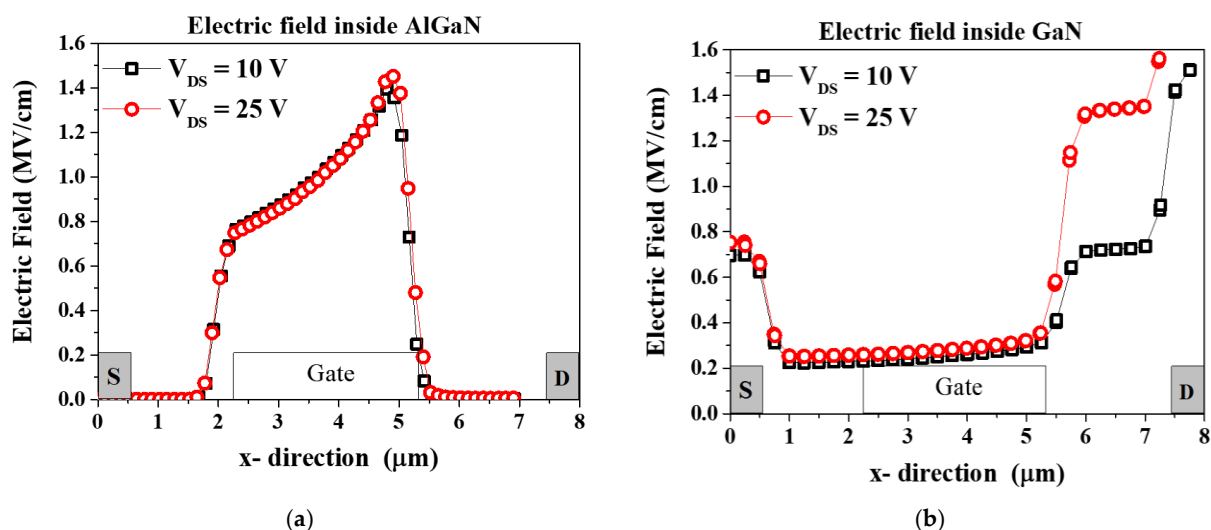 Electric field inside AlGaN
1.6
1.4
1.2
1.0
0.8
0.6
0.4
0.2
0.0
Electric Field (MV/cm)
V_DS = 10 V
V_DS = 25 V
S
Gate
D
0 1 2 3 4 5 6 7 8
x- direction (μm)
(a)
Electric field inside GaN
1.6
1.4
1.2
1.0
0.8
0.6
0.4
0.2
0.0
Electric Field (MV/cm)
V_DS = 10 V
V_DS = 25 V
S
Gate
D
0 1 2 3 4 5 6 7 8
x- direction (μm)
(b)